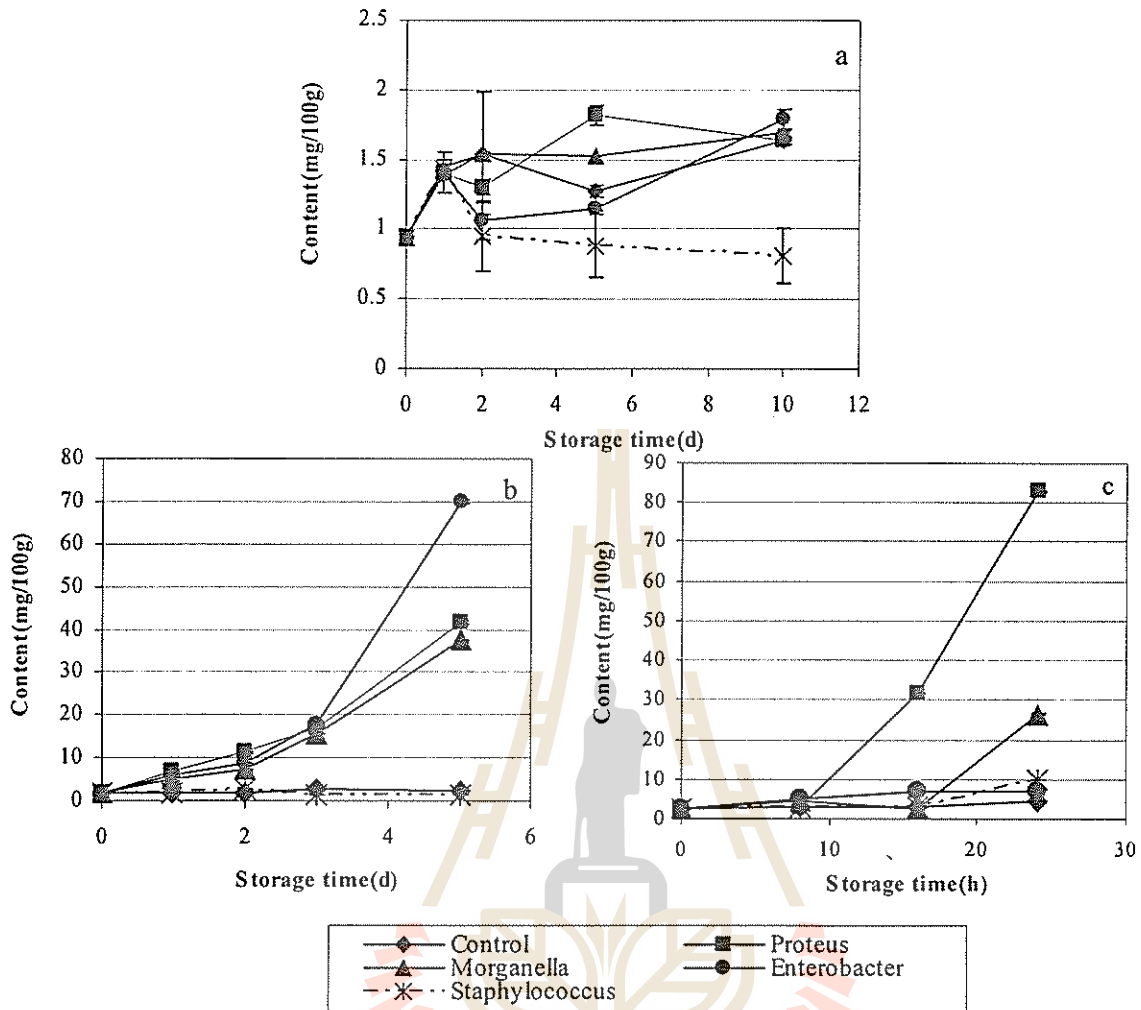 a
Content(mg/100g)
2.5
2
1.5
1
0.5
0
0 2 4 6 8 10 12
Storage time(d)
b
Content(mg/100g)
80
70
60
50
40
30
20
10
0
0 2 4 6
Storage time(d)
c
Content(mg/100g)
90
80
70
60
50
40
30
20
10
0
0 10 20 30
Storage time(h)
Control Proteus
Morganella Enterobacter
Staphylococcus